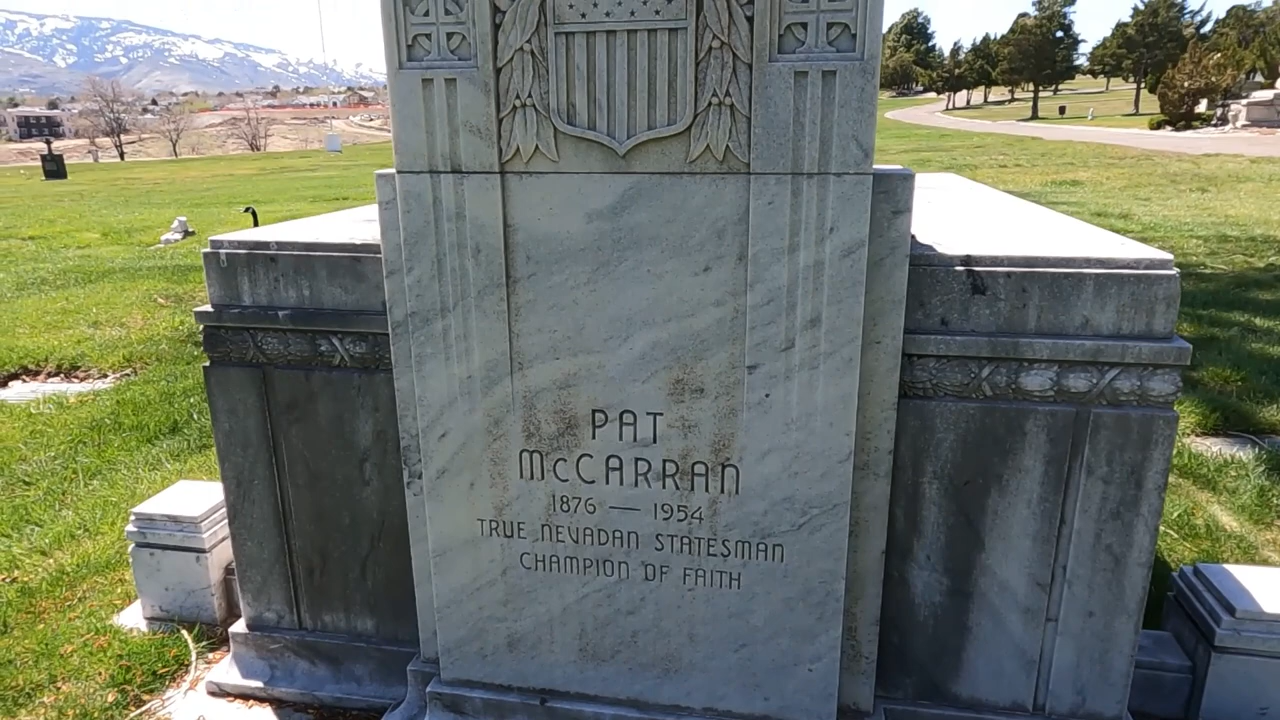 PAT
McCARRAN
1876 — 1954
TRUE NEVADAN STATESMAN
CHAMPION OF FAITH